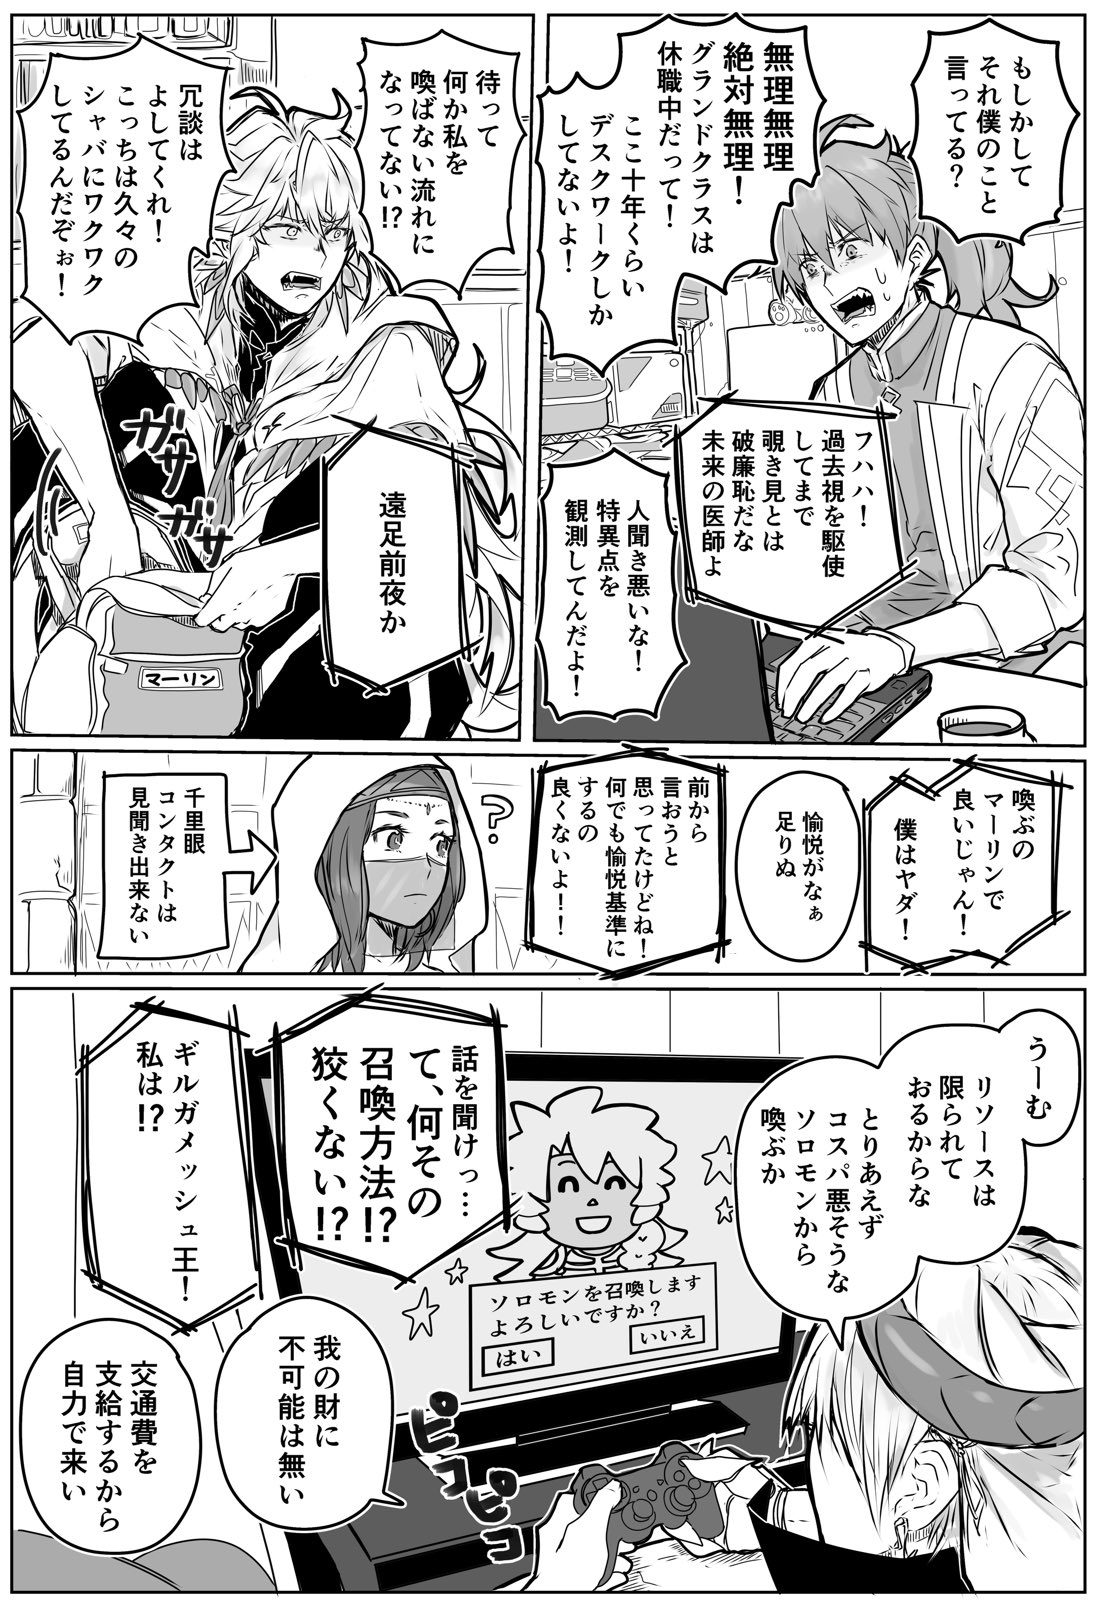 もしかして
それ僕のこと
言ってる？
無理無理
絶対無理！
グランドクラスは
休職中だって！
ここ十年くらい
デスクワークしか
してないよ！
フハハ！
過去視を駆使
してまで
覗き見とは
破廉恥だな
未来の医師よ
人聞き悪いな！
特異点を
観測してんだよ！
待って
何か私を
喚ばない流れに
なってない!?
冗談は
よしてくれ！
こっちは久々の
シャバにワクワク
してるんだぞぉ！
ガサ
ガサ
遠足前夜か
マーリン
喚ぶの
マーリンで
良いじゃん！
僕はヤダ！
愉悦がなぁ
足りぬ
前から
言おうと
思ってたけどね！
何でも愉悦基準に
するの
良くないよ！！
?
千里眼
コンタクトは
見聞き出来ない
うーむ
リソースは
限られて
おるからな
とりあえず
コスパ悪そうな
ソロモンから
喚ぶか
話を聞けっ…
て、何その
召喚方法!?
狡くない!?
ギルガメッシュ王！
私は!?
ソロモンを召喚します
よろしいですか？
はい
いいえ
ピコ
ピコ
我の財に
不可能は無い
交通費を
支給するから
自力で来い